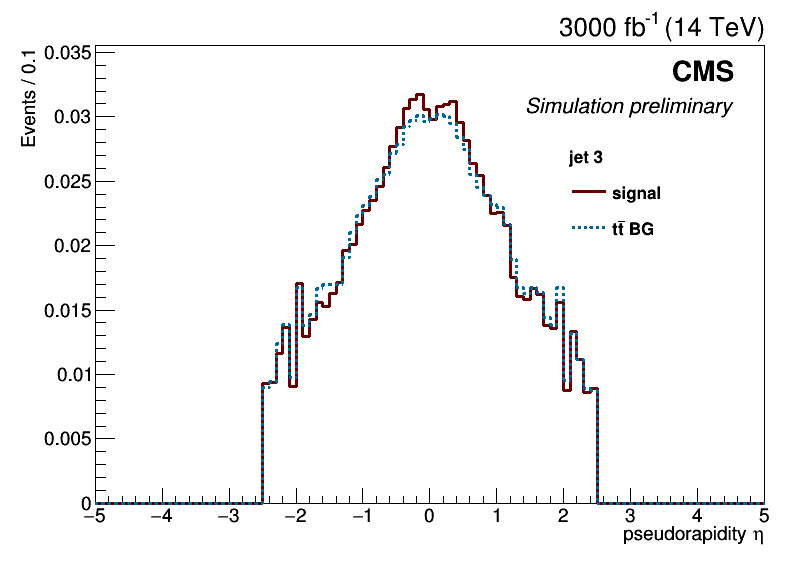 3000 fb⁻¹ (14 TeV)
Events / 0.1
0.035
0.03
0.025
0.02
0.015
0.01
0.005
0
CMS
Simulation preliminary
jet 3
signal
tt̄ BG
−5 −4 −3 −2 −1 0 1 2 3 4 5
pseudorapidity η